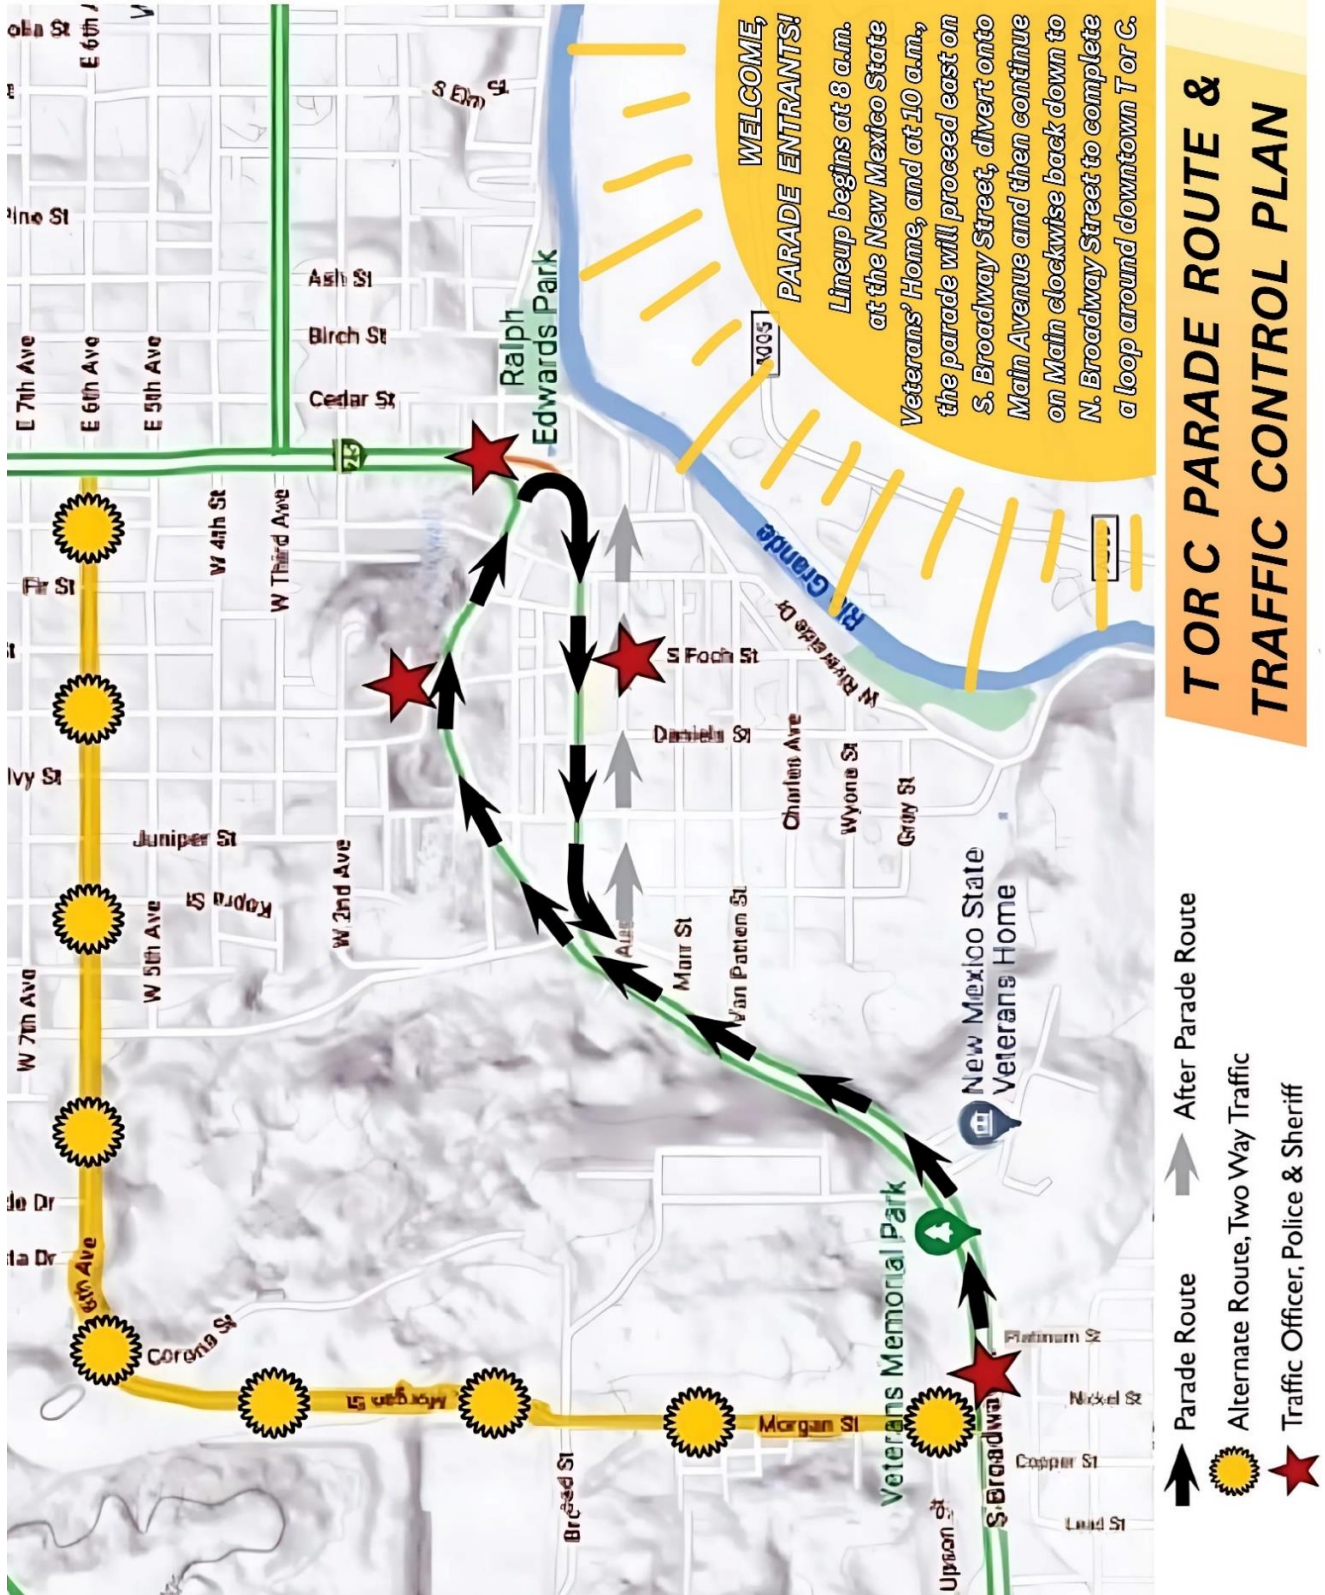 T OR C PARADE ROUTE &
TRAFFIC CONTROL PLAN
WELCOME,
PARADE ENTRANTS!
Lineup begins at 8 a.m.
at the New Mexico State
Veterans' Home, and at 10 a.m.,
the parade will proceed east on
S. Broadway Street, divert onto
Main Avenue and then continue
on Main clockwise back down to
N. Broadway Street to complete
a loop around downtown T or C.
Parade Route
After Parade Route
Alternate Route, Two Way Traffic
Traffic Officer, Police & Sheriff
E 6th
Pine St
S Elm St
Ash St
Birch St
Cedar St
E 7th Ave
E 6th Ave
E 5th Ave
Ralph
Edwards Park
W 4th St
W Third Ave
Fir St
Ivy St
Juniper St
Kopra St
W 2nd Ave
W 5th Ave
W 7th Ave
6th Ave
Corona St
Morgan St
Morgan St
Broad St
Rio Grande
W Riverside Dr
S Foch St
Daniels St
Charles Ave
Wyona St
Gray St
Marr St
Van Patten St
New Mexico State
Veterans Home
Veterans Memorial Park
S Broadwa
Platinum St
Nickel St
Copper St
Lead St
Upson St